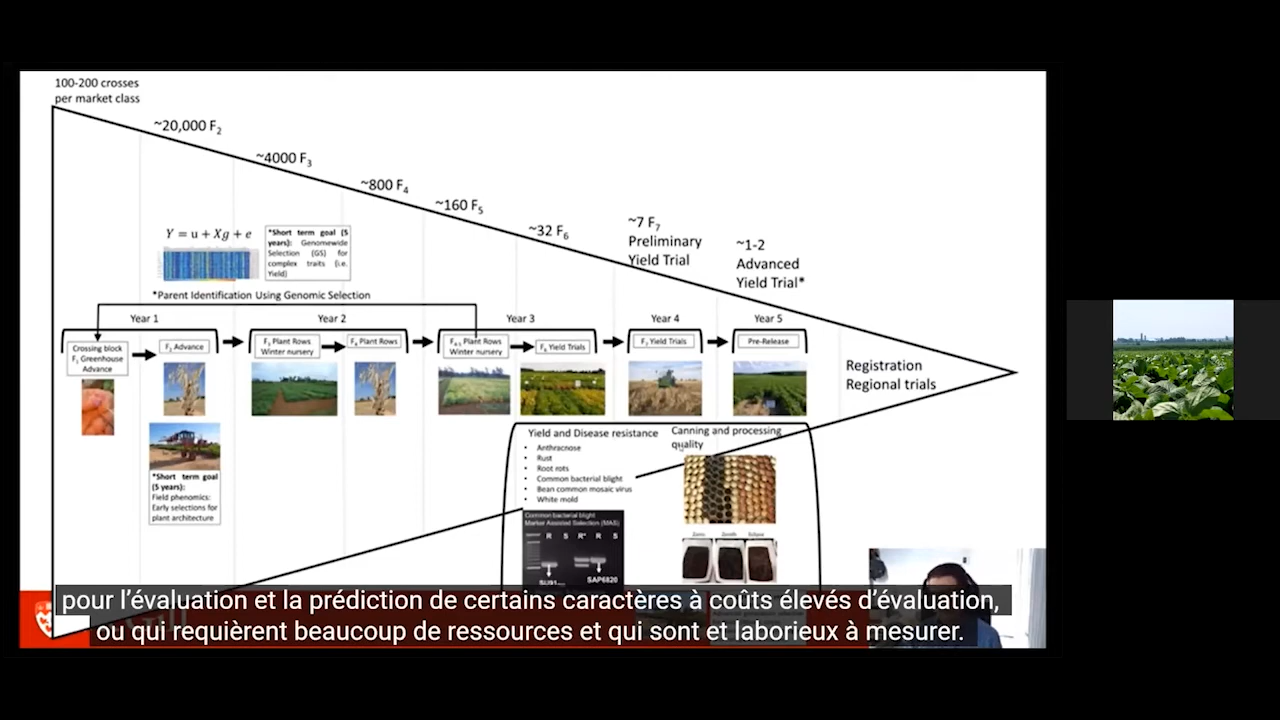 100-200 crosses
per market class
~20,000 F₂
~4000 F₃
~800 F₄
~160 F₅
~32 F₆
~7 F₇
Preliminary
Yield Trial
~1-2
Advanced
Yield Trial*
Y = u + Xg + e
*Short term goal (5
years): Genomewide
Selection (GS) for
complex traits (i.e.
Yield)
*Parent Identification Using Genomic Selection
Year 1
Year 2
Year 3
Year 4
Year 5
Crossing block
F₁ Greenhouse
Advance
F₂ Advance
F₃ Plant Rows
Winter nursery
F₄ Plant Rows
Plant Rows
Winter nursery
F₆ Yield Trials
F₇ Yield Trials
Pre-Release
Registration
Regional trials
*Short term goal
(5 years):
Field phenomics:
Early selections for
plant architecture
Yield and Disease resistance
• Anthracnose
• Rust
• Root rots
• Common bacterial blight
• Bean common mosaic virus
• White mold
Canning and processing
quality
Common bacterial blight
Marker Assisted Selection (MAS)
R S R* R S
SU91
SAP6820
Zorro Zenith Eclipse
pour l'évaluation et la prédiction de certains caractères à coûts élevés d'évaluation,
ou qui requièrent beaucoup de ressources et qui sont et laborieux à mesurer.